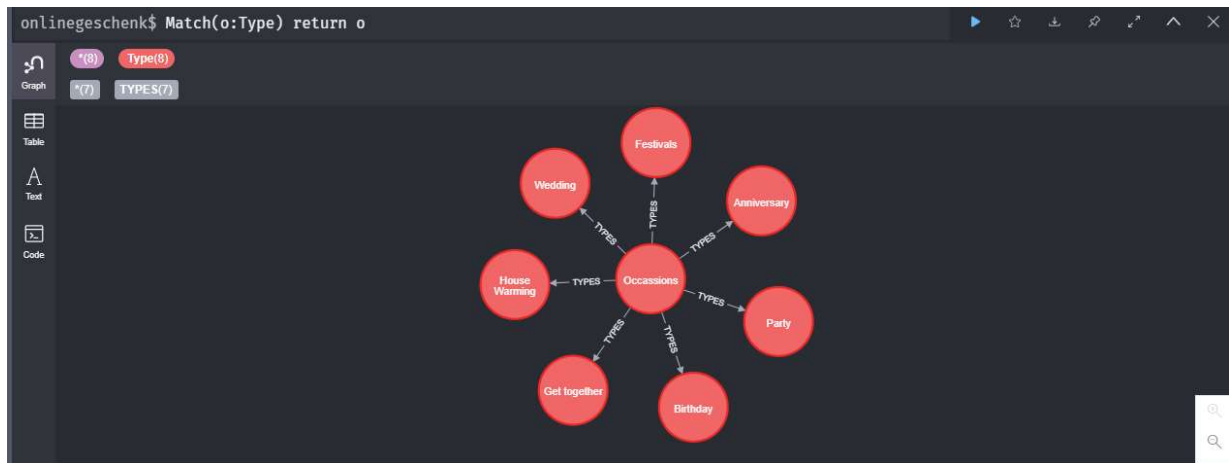 onlinegeschenk$ Match(o:Type) return o
*(8) Type(8)
Graph
*(7) TYPES(7)
Table
A
Text
Code
Festivals
Wedding
Anniversary
TYPES
TYPES
TYPES
House
Warming
TYPES
Occassions
TYPES
Party
TYPES
TYPES
Get together
Birthday